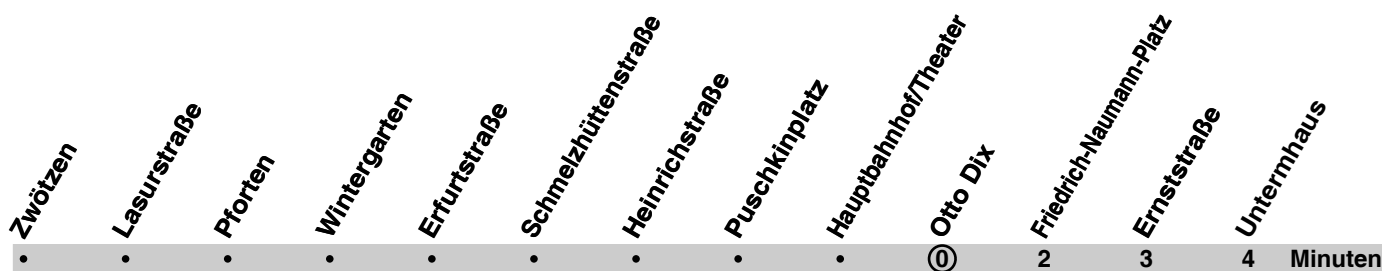 Zwötzen
Lasurstraße
Pforten
Wintergarten
Erfurtstraße
Schmelzhüttenstraße
Heinrichstraße
Puschkinplatz
Hauptbahnhof/Theater
Otto Dix
Friedrich-Naumann-Platz
Ernststraße
Untermhaus
• • • • • • • • • 0 2 3 4 Minuten